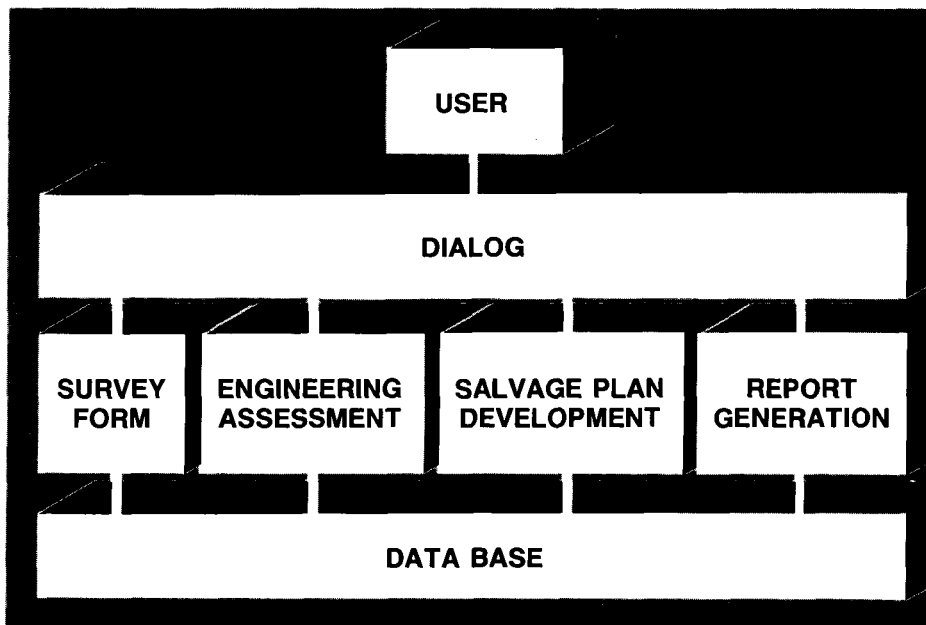 USER
DIALOG
SURVEY
FORM
ENGINEERING
ASSESSMENT
SALVAGE PLAN
DEVELOPMENT
REPORT
GENERATION
DATA BASE